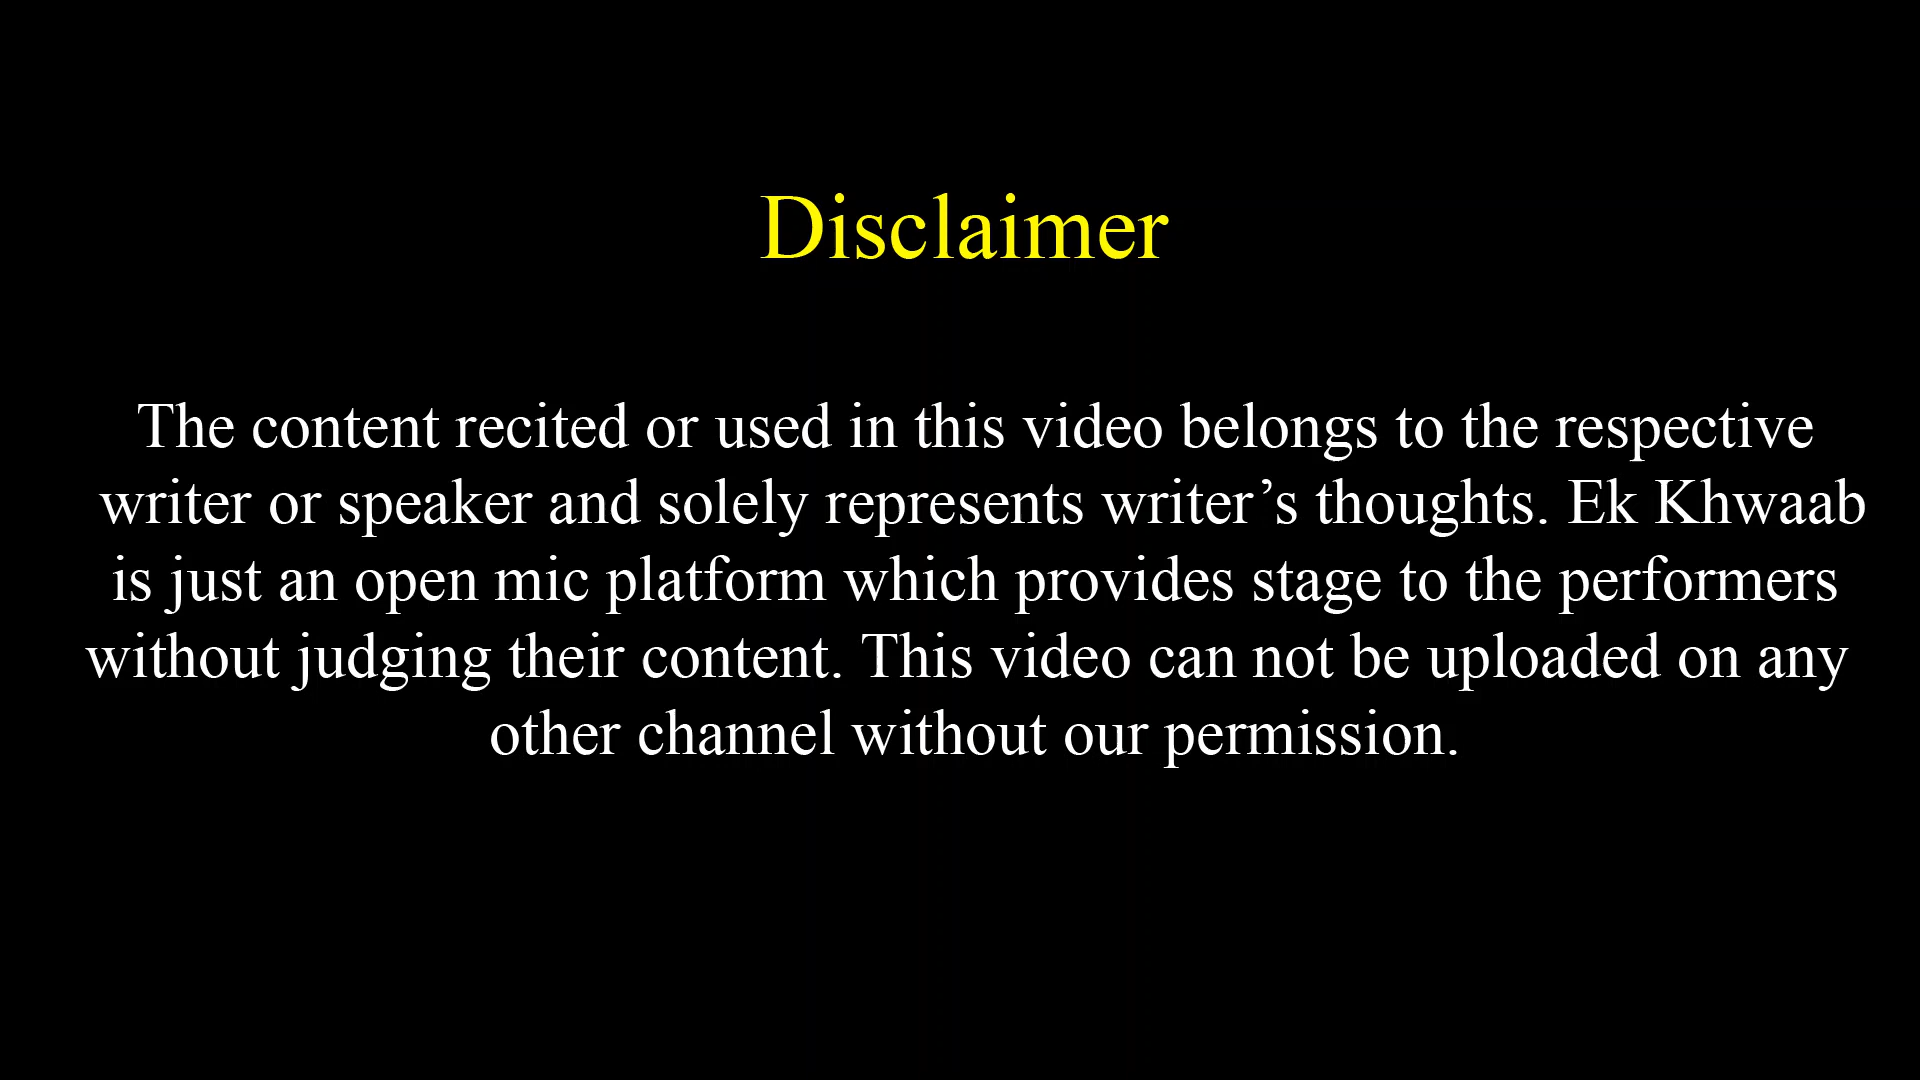 Disclaimer
The content recited or used in this video belongs to the respective
writer or speaker and solely represents writer’s thoughts. Ek Khwaab
is just an open mic platform which provides stage to the performers
without judging their content. This video can not be uploaded on any
other channel without our permission.